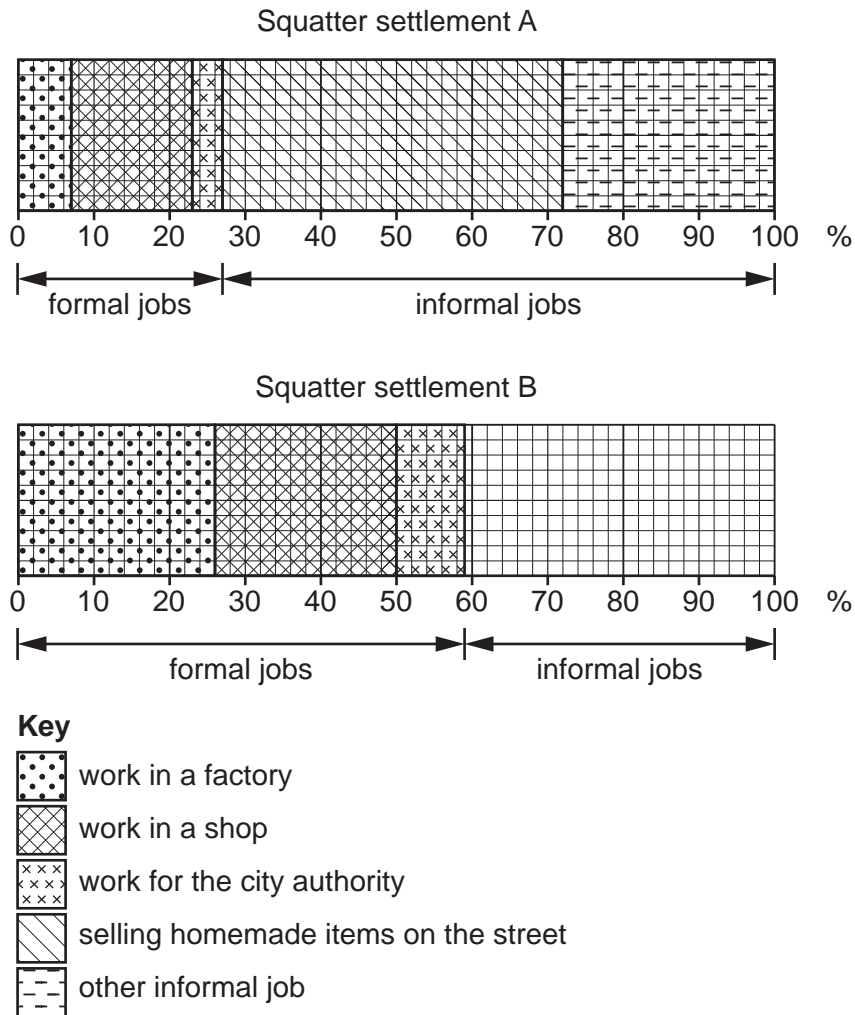 Squatter settlement A
0 10 20 30 40 50 60 70 80 90 100 %
formal jobs informal jobs
Squatter settlement B
0 10 20 30 40 50 60 70 80 90 100 %
formal jobs informal jobs
Key
work in a factory
work in a shop
work for the city authority
selling homemade items on the street
other informal job